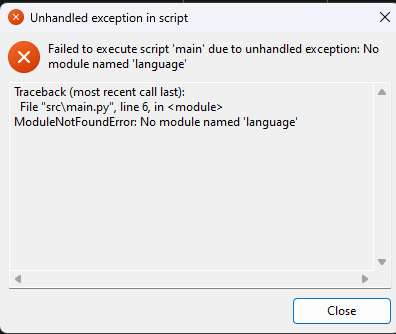 Unhandled exception in script
Failed to execute script 'main' due to unhandled exception: No
module named 'language'
Traceback (most recent call last):
  File "src\main.py", line 6, in <module>
ModuleNotFoundError: No module named 'language'
Close